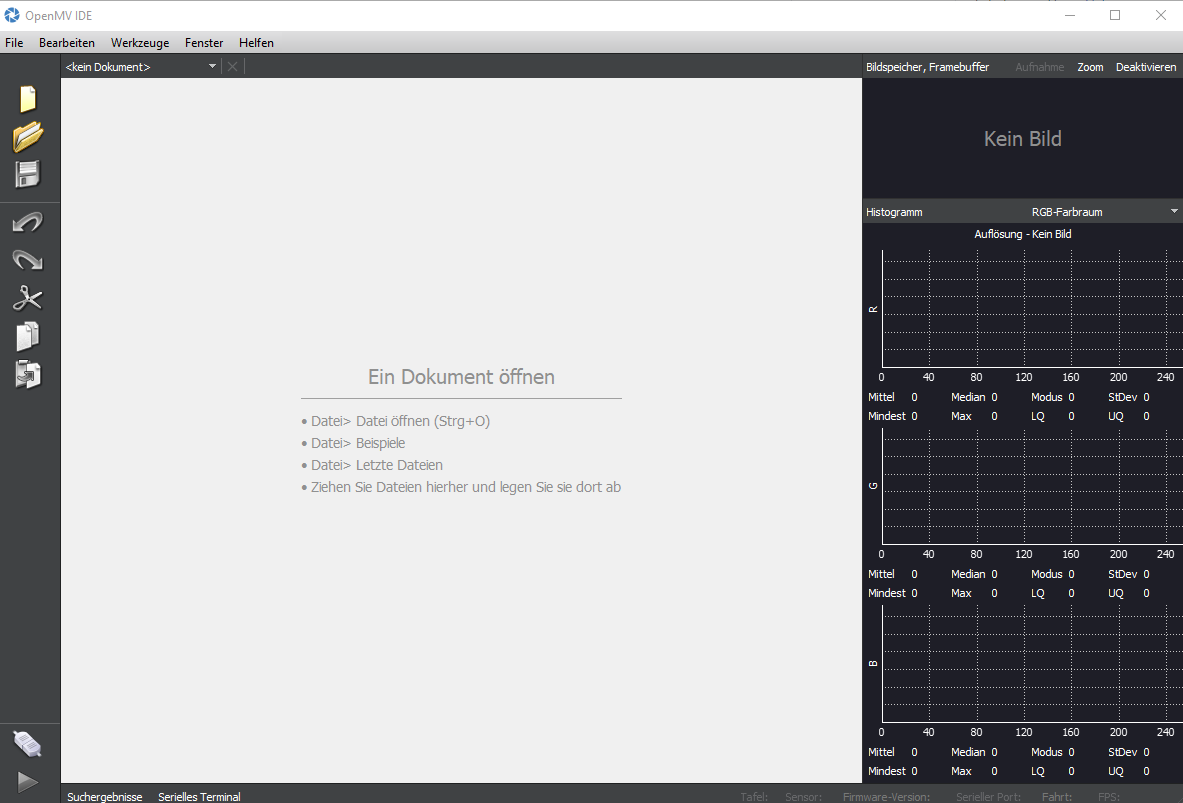 OpenMV IDE
File Bearbeiten Werkzeuge Fenster Helfen
<kein Dokument>
Bildspeicher, Framebuffer Aufnahme Zoom Deaktivieren
Kein Bild
Histogramm RGB-Farbraum
Auflösung - Kein Bild
R
0 40 80 120 160 200 240
Mittel 0 Median 0 Modus 0 StDev 0
Mindest 0 Max 0 LQ 0 UQ 0
G
0 40 80 120 160 200 240
Mittel 0 Median 0 Modus 0 StDev 0
Mindest 0 Max 0 LQ 0 UQ 0
B
0 40 80 120 160 200 240
Mittel 0 Median 0 Modus 0 StDev 0
Mindest 0 Max 0 LQ 0 UQ 0
Ein Dokument öffnen
• Datei> Datei öffnen (Strg+O)
• Datei> Beispiele
• Datei> Letzte Dateien
• Ziehen Sie Dateien hierher und legen Sie sie dort ab
Suchergebnisse Serielles Terminal
Tafel: Sensor: Firmware-Version: Serieller Port: Fahrt: FPS: